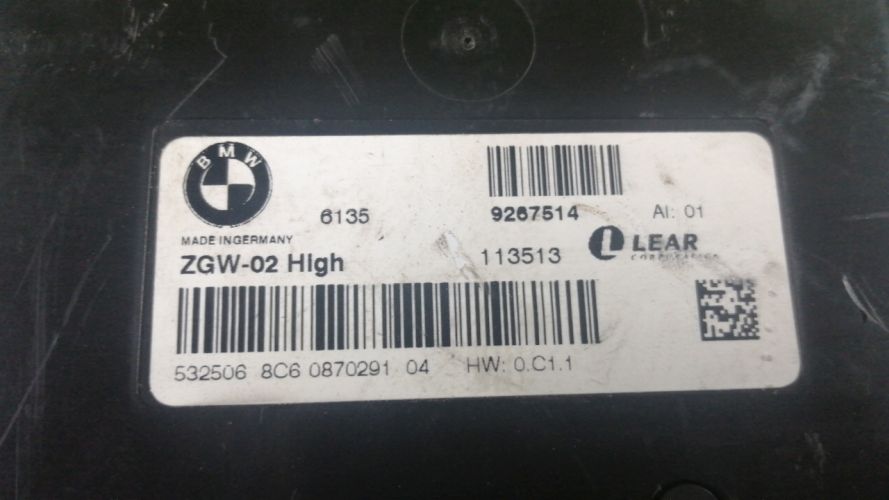 BMW
6135 9267514 AI: 01
MADE INGERMANY
ZGW-02 High 113513 LEAR
CORPORATION
532506 8C6 0870291 04 HW: 0.C1.1